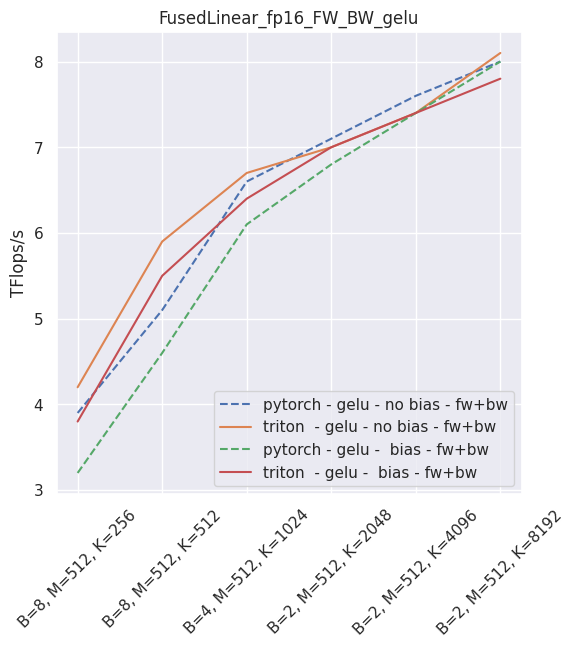 FusedLinear_fp16_FW_BW_gelu
TFlops/s
8
7
6
5
4
3
pytorch - gelu - no bias - fw+bw
triton  - gelu - no bias - fw+bw
pytorch - gelu -  bias - fw+bw
triton  - gelu -  bias - fw+bw
B=8, M=512, K=256
B=8, M=512, K=512
B=4, M=512, K=1024
B=2, M=512, K=2048
B=2, M=512, K=4096
B=2, M=512, K=8192